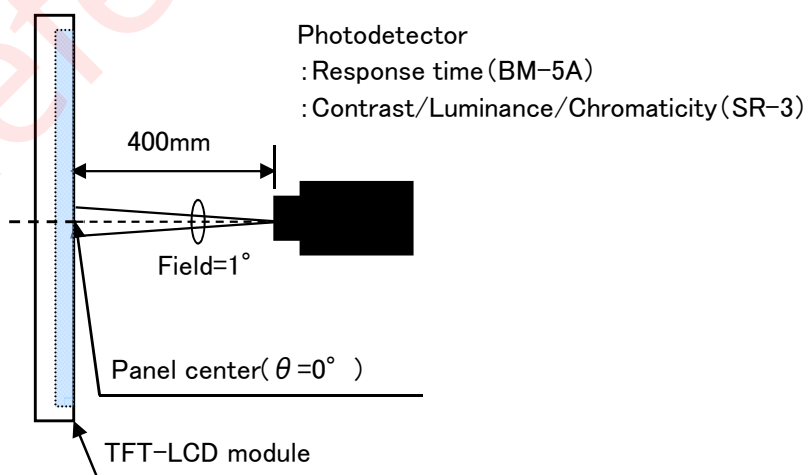 Photodetector
:Response time(BM-5A)
:Contrast/Luminance/Chromaticity(SR-3)
400mm
Field=1°
Panel center(θ=0° )
TFT-LCD module